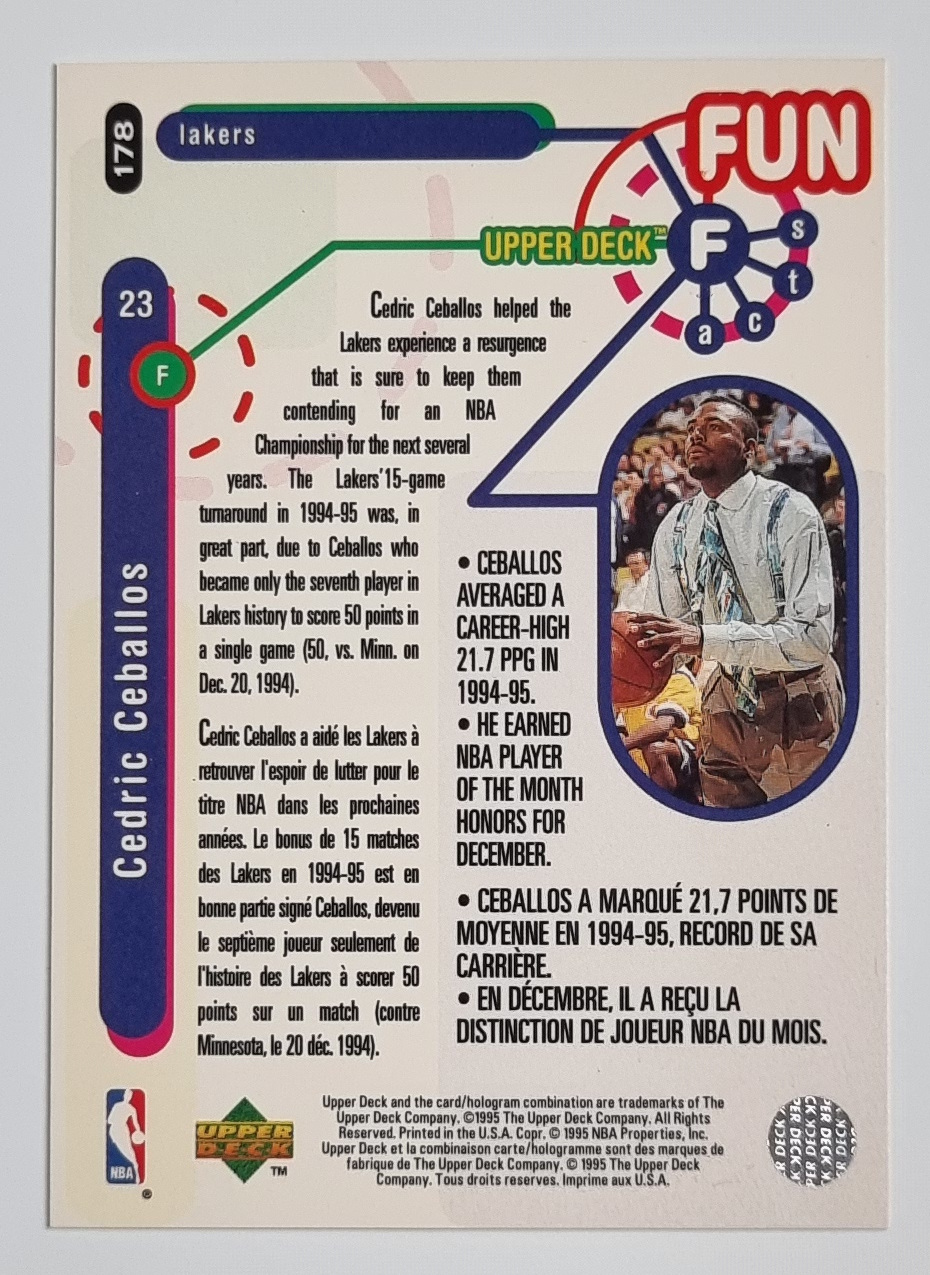 178
lakers
FUN
UPPER DECK™
F
s
t
c
a
23
F
Cedric Ceballos
Cedric Ceballos helped the
Lakers experience a resurgence
that is sure to keep them
contending for an NBA
Championship for the next several
years. The Lakers'15-game
turnaround in 1994-95 was, in
great part, due to Ceballos who
became only the seventh player in
Lakers history to score 50 points in
a single game (50, vs. Minn. on
Dec. 20, 1994).
Cedric Ceballos a aidé les Lakers à
retrouver l'espoir de lutter pour le
titre NBA dans les prochaines
années. Le bonus de 15 matches
des Lakers en 1994-95 est en
bonne partie signé Ceballos, devenu
le septième joueur seulement de
l'histoire des Lakers à scorer 50
points sur un match (contre
Minnesota, le 20 déc. 1994).
• CEBALLOS
AVERAGED A
CAREER-HIGH
21.7 PPG IN
1994-95.
• HE EARNED
NBA PLAYER
OF THE MONTH
HONORS FOR
DECEMBER.
• CEBALLOS A MARQUÉ 21,7 POINTS DE
MOYENNE EN 1994-95, RECORD DE SA
CARRIÈRE.
• EN DÉCEMBRE, IL A REÇU LA
DISTINCTION DE JOUEUR NBA DU MOIS.
NBA
®
UPPER
DECK
™
Upper Deck and the card/hologram combination are trademarks of The
Upper Deck Company. ©1995 The Upper Deck Company. All Rights
Reserved. Printed in the U.S.A. Copr. © 1995 NBA Properties, Inc.
Upper Deck et la combinaison carte/hologramme sont des marques de
fabrique de The Upper Deck Company. © 1995 The Upper Deck
Company. Tous droits reserves. Imprime aux U.S.A.